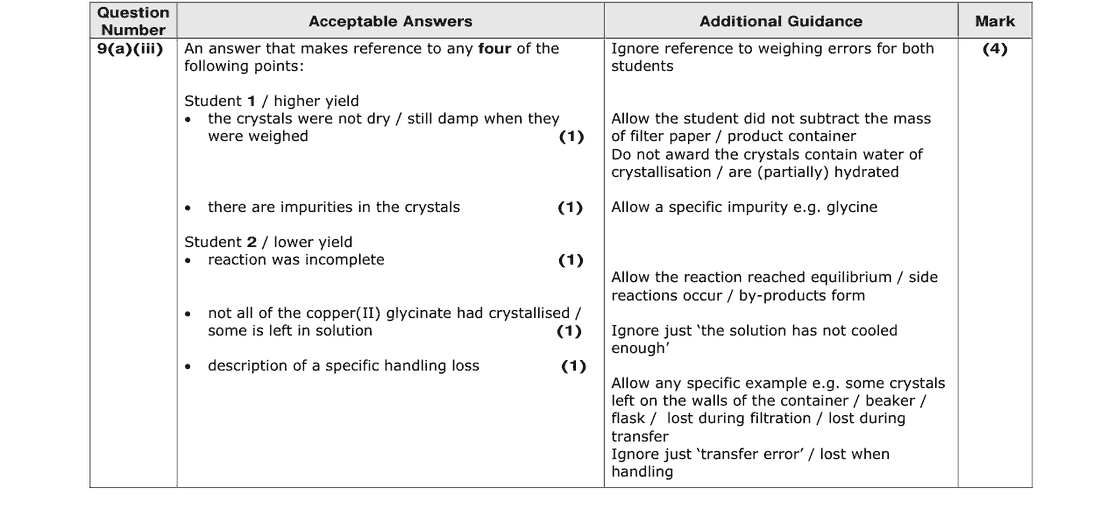 Question Number
Acceptable Answers
Additional Guidance
Mark
9(a)(iii)
An answer that makes reference to any four of the
following points:
Student 1 / higher yield
• the crystals were not dry / still damp when they
were weighed (1)
• there are impurities in the crystals (1)
Student 2 / lower yield
• reaction was incomplete (1)
• not all of the copper(II) glycinate had crystallised /
some is left in solution (1)
• description of a specific handling loss (1)
Ignore reference to weighing errors for both
students
Allow the student did not subtract the mass
of filter paper / product container
Do not award the crystals contain water of
crystallisation / are (partially) hydrated
Allow a specific impurity e.g. glycine
Allow the reaction reached equilibrium / side
reactions occur / by-products form
Ignore just ‘the solution has not cooled
enough’
Allow any specific example e.g. some crystals
left on the walls of the container / beaker /
flask / lost during filtration / lost during
transfer
Ignore just ‘transfer error’ / lost when
handling
(4)